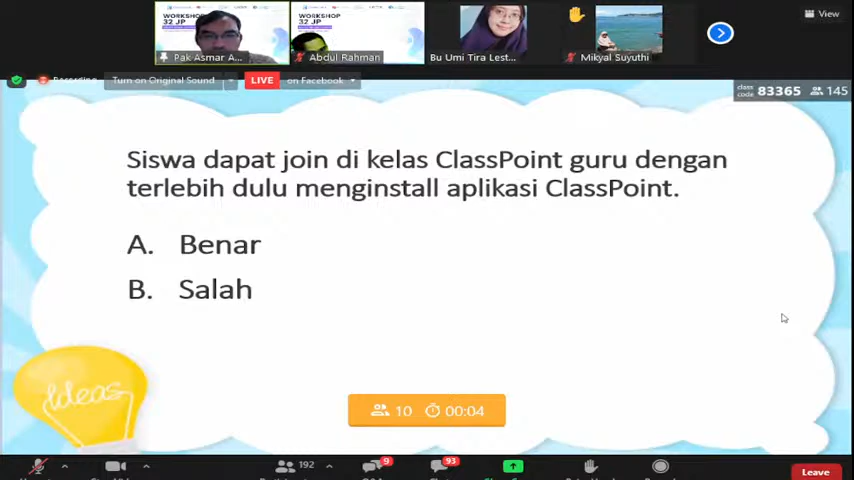 WORKSHOP
32 JP
WORKSHOP
32 JP
Pak Asmar A...
Abdul Rahman
Bu Umi Tira Lest...
Mikyal Suyuthi
View
Recording
Turn on Original Sound
LIVE
on Facebook
class code 83365 145
Siswa dapat join di kelas ClassPoint guru dengan
terlebih dulu menginstall aplikasi ClassPoint.
A. Benar
B. Salah
Ideas
10 00:04
192
9
93
Leave